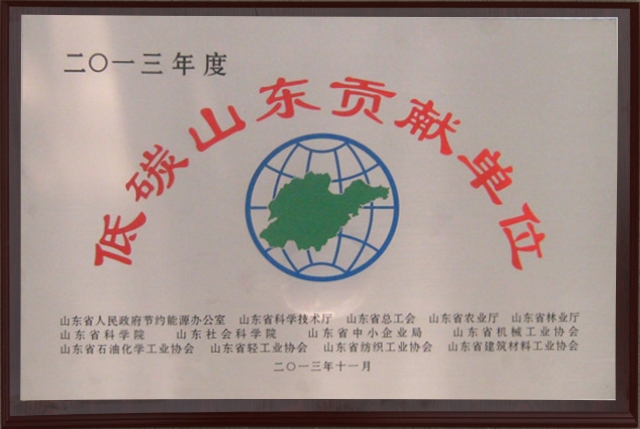 二〇一三年度
低碳山东贡献单位
山东省人民政府节约能源办公室 山东省科学技术厅 山东省总工会 山东省农业厅 山东省林业厅
山东省科学院 山东社会科学院 山东省中小企业局 山东省机械工业协会
山东省石油化学工业协会 山东省轻工业协会 山东省纺织工业协会 山东省建筑材料工业协会
二〇一三年十一月